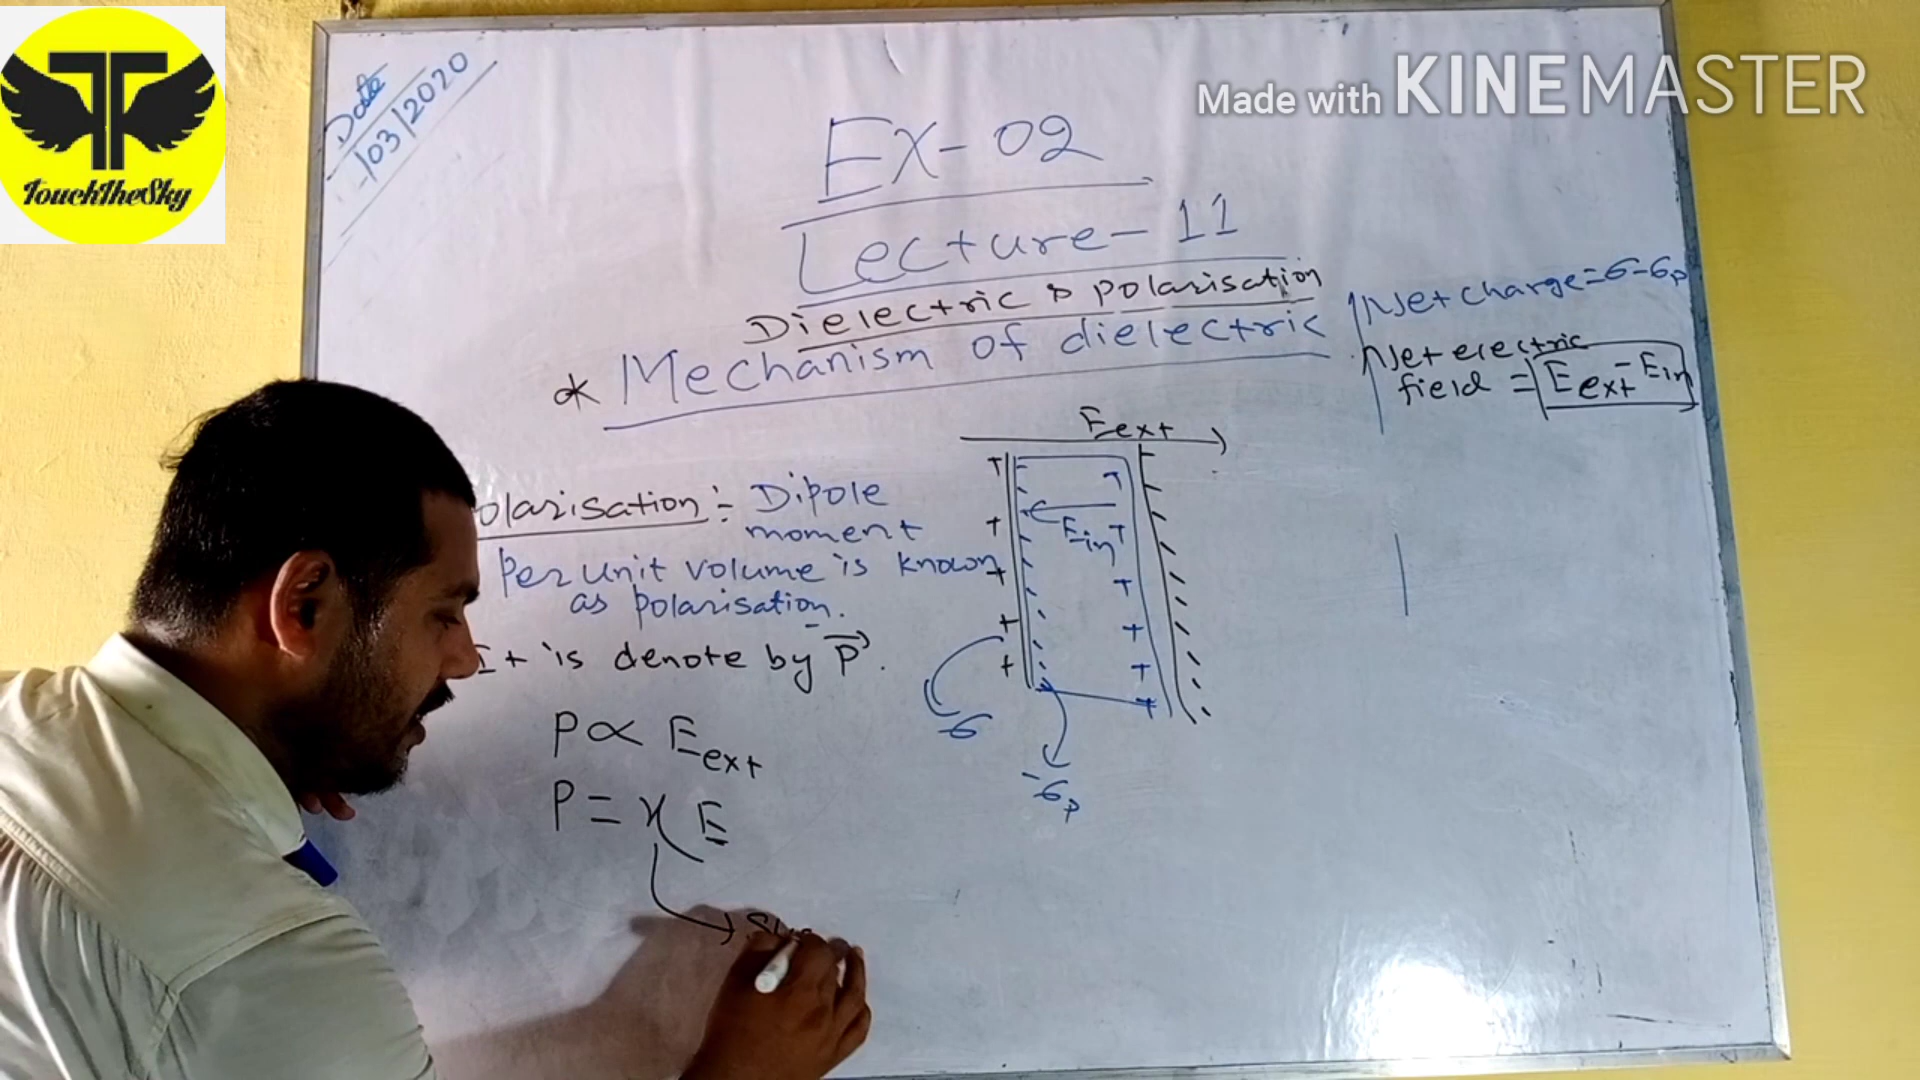 TouchTheSky
Made with KINEMASTER
Date
-/03/2020
EX-02
Lecture-11
Dielectric & polarisation
* Mechanism of dielectric
Net charge = σ-σp
Net electric
field = Eext - Ein
olarisation:- Dipole
moment
Per unit volume is known
as polarisation.
It is denote by P⃗.
P ∝ Eext
P = χ E
Eext
Ein
σ
-σp